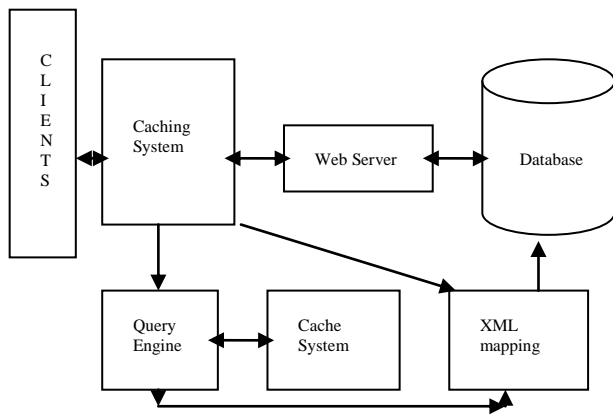 C
L
I
E
N
T
S
Caching
System
Web Server
Database
Query
Engine
Cache
System
XML
mapping